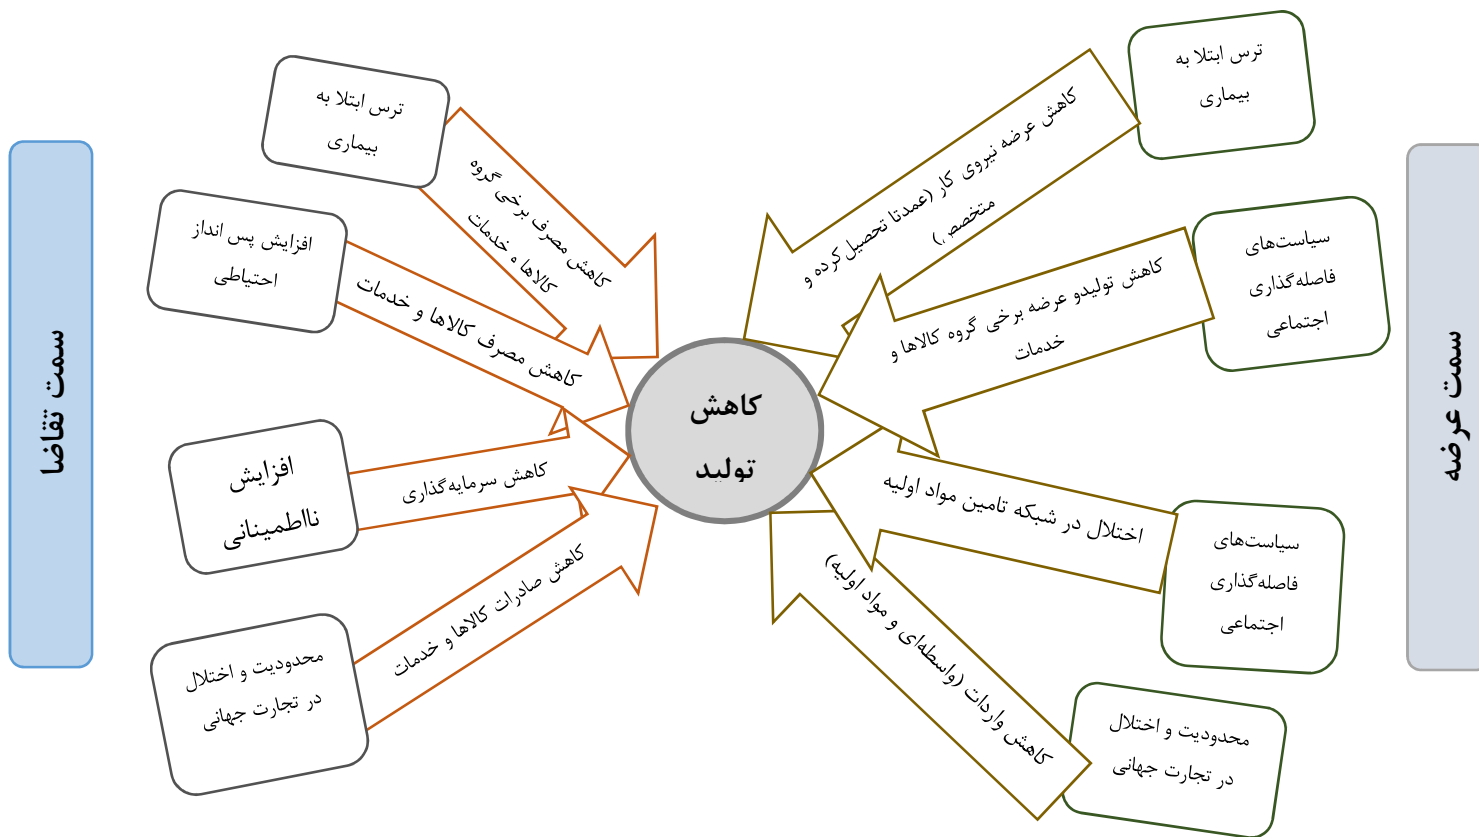 سمت عرضه
ترس ابتلا به
بیماری
کاهش عرضه نیروی کار (عمدتا تحصیل کرده و
متخصص)
سیاست‌های
فاصله‌گذاری
اجتماعی
کاهش تولیدو عرضه برخی گروه کالاها و
خدمات
سیاست‌های
فاصله‌گذاری
اجتماعی
اختلال در شبکه تامین مواد اولیه
محدودیت و اختلال
در تجارت جهانی
کاهش واردات (واسطه‌ای و مواد اولیه)
کاهش
تولید
ترس ابتلا به
بیماری
کاهش مصرف برخی گروه
کالاها و خدمات
افزایش پس انداز
احتیاطی
کاهش مصرف کالاها و خدمات
افزایش
نااطمینانی
کاهش سرمایه‌گذاری
محدودیت و اختلال
در تجارت جهانی
کاهش صادرات کالاها و خدمات
سمت تقاضا